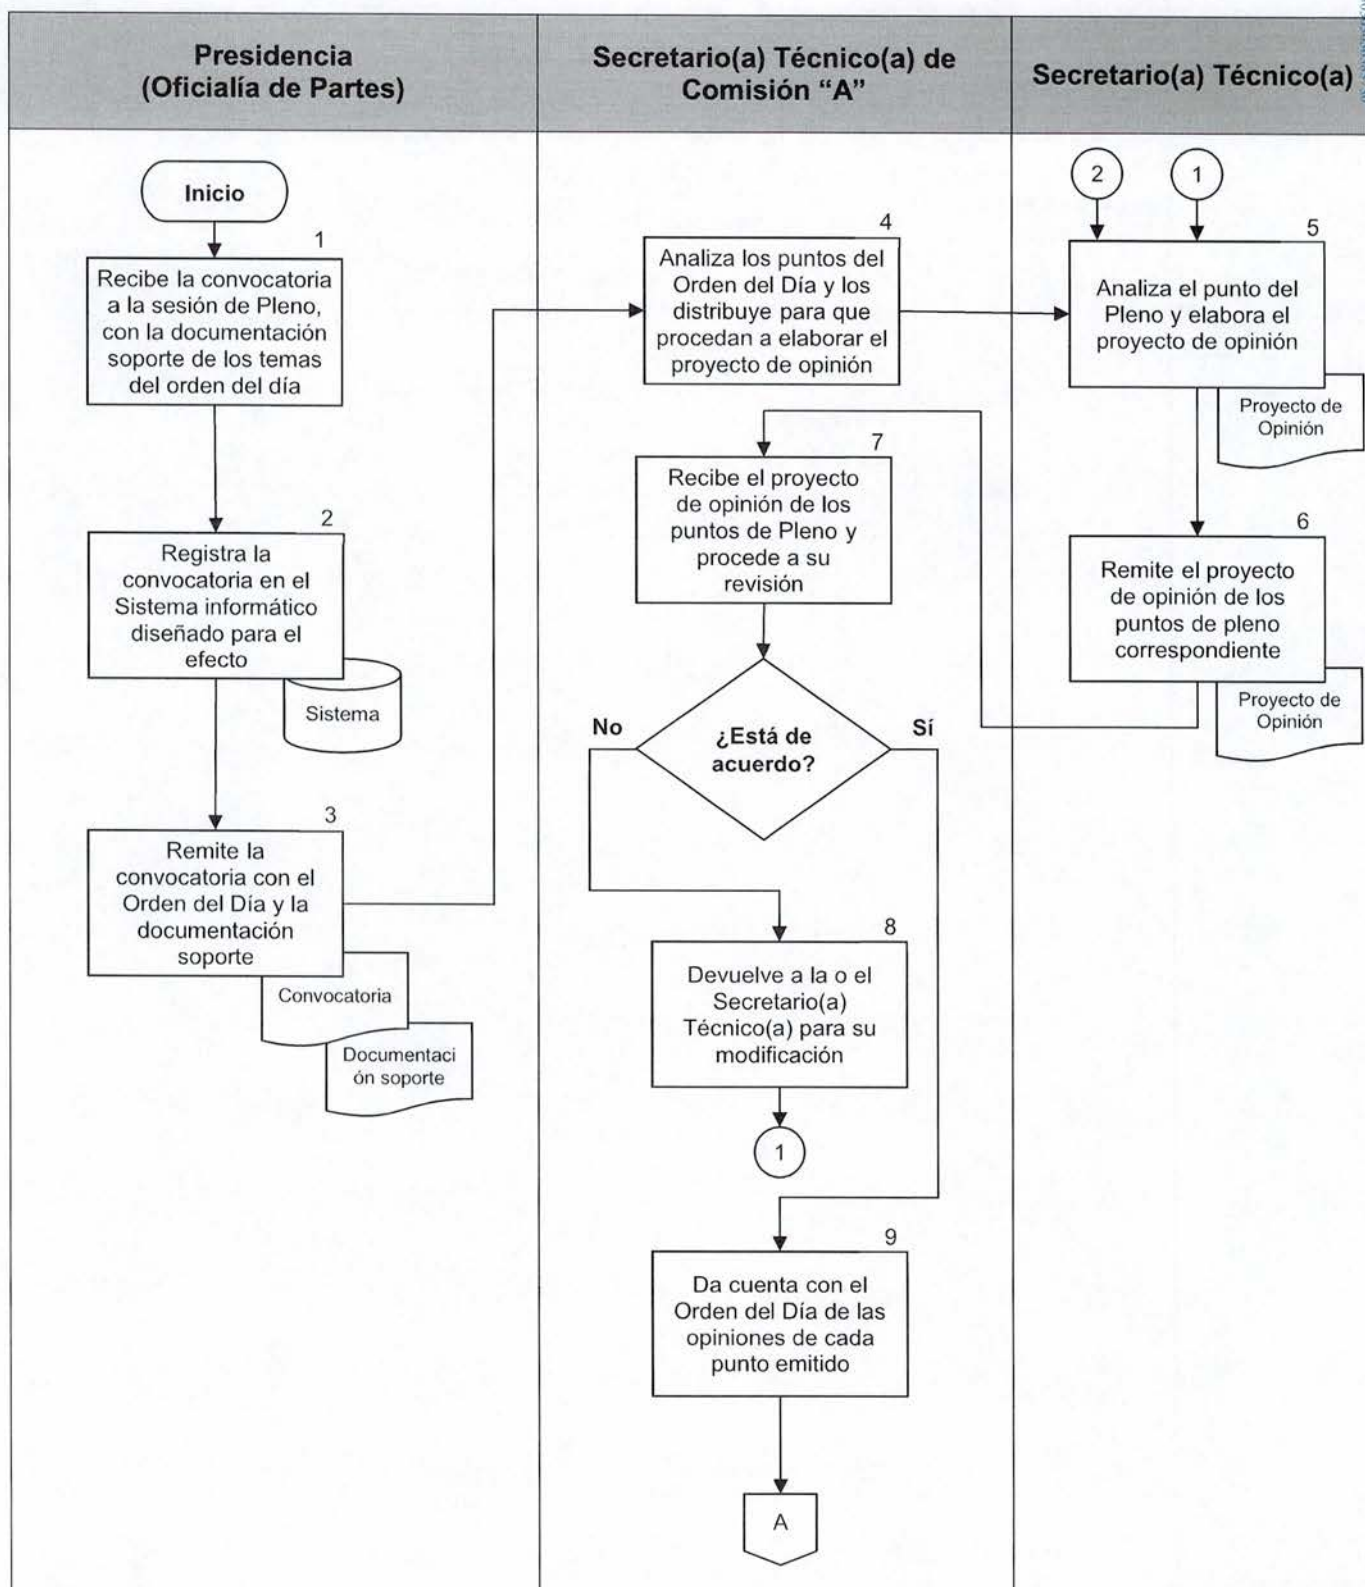 Presidencia
(Oficialía de Partes)
Secretario(a) Técnico(a) de
Comisión “A”
Secretario(a) Técnico(a)
Inicio
1
Recibe la convocatoria
a la sesión de Pleno,
con la documentación
soporte de los temas
del orden del día
2
Registra la
convocatoria en el
Sistema informático
diseñado para el
efecto
Sistema
3
Remite la
convocatoria con el
Orden del Día y la
documentación
soporte
Convocatoria
Documentaci
ón soporte
4
Analiza los puntos del
Orden del Día y los
distribuye para que
procedan a elaborar el
proyecto de opinión
2
1
5
Analiza el punto del
Pleno y elabora el
proyecto de opinión
Proyecto de
Opinión
6
Remite el proyecto
de opinión de los
puntos de pleno
correspondiente
Proyecto de
Opinión
7
Recibe el proyecto
de opinión de los
puntos de Pleno y
procede a su
revisión
No
¿Está de
acuerdo?
Sí
8
Devuelve a la o el
Secretario(a)
Técnico(a) para su
modificación
1
9
Da cuenta con el
Orden del Día de las
opiniones de cada
punto emitido
A